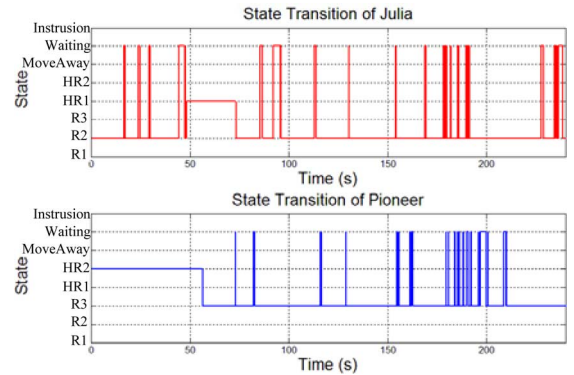 State Transition of Julia
Instrusion
Waiting
MoveAway
HR2
HR1
R3
R2
R1
State
0 50 100 150 200
Time (s)
State Transition of Pioneer
Instrusion
Waiting
MoveAway
HR2
HR1
R3
R2
R1
State
0 50 100 150 200
Time (s)